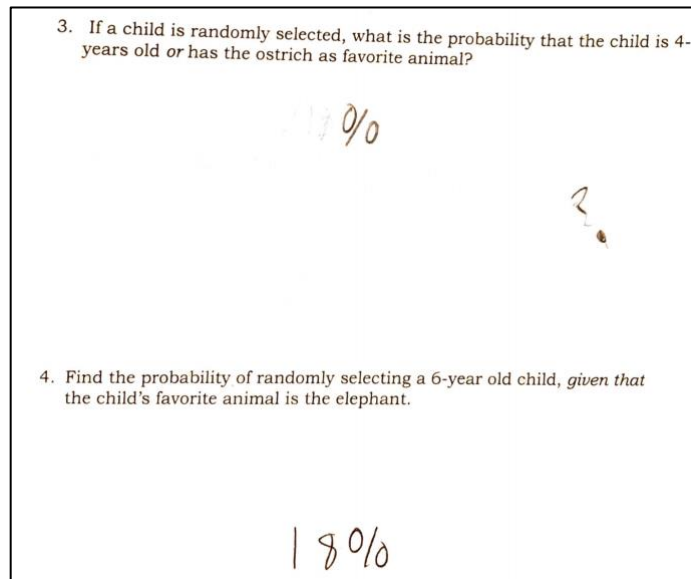 3. If a child is randomly selected, what is the probability that the child is 4-
years old or has the ostrich as favorite animal?
%
?
4. Find the probability of randomly selecting a 6-year old child, given that
the child's favorite animal is the elephant.
18%